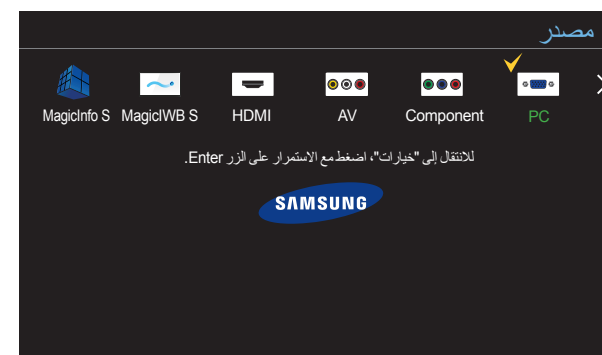 مصدر
MagicInfo S MagicIWB S HDMI AV Component PC
للانتقال إلى "خيارات"، اضغط مع الاستمرار على الزر Enter.
SAMSUNG